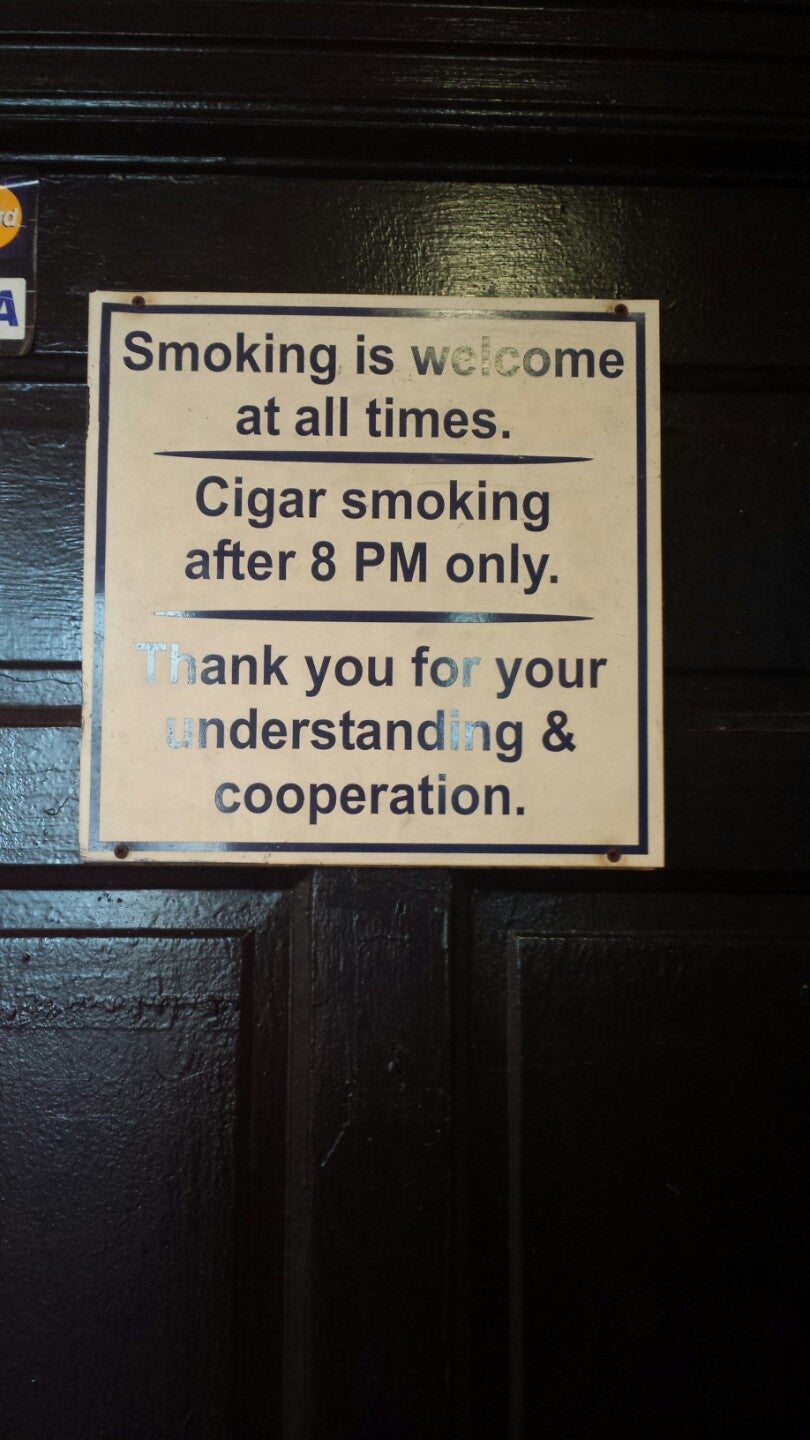 Smoking is welcome
at all times.
Cigar smoking
after 8 PM only.
Thank you for your
understanding &
cooperation.